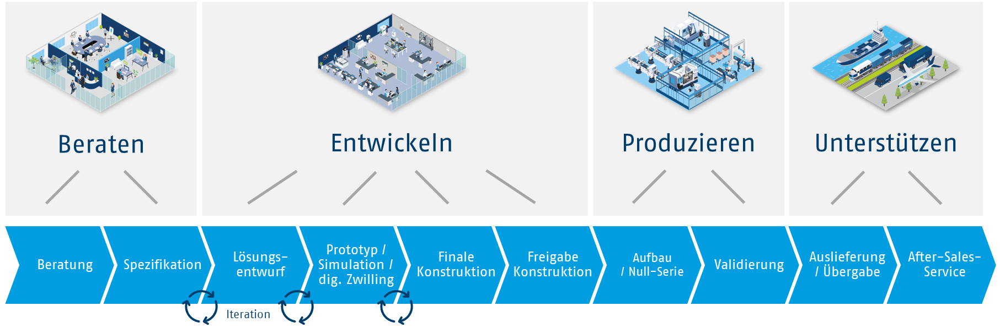 Beraten
Entwickeln
Produzieren
Unterstützen
Beratung
Spezifikation
Lösungs-
entwurf
Prototyp /
Simulation /
dig. Zwilling
Finale
Konstruktion
Freigabe
Konstruktion
Aufbau
/ Null-Serie
Validierung
Auslieferung
/ Übergabe
After-Sales-
Service
Iteration